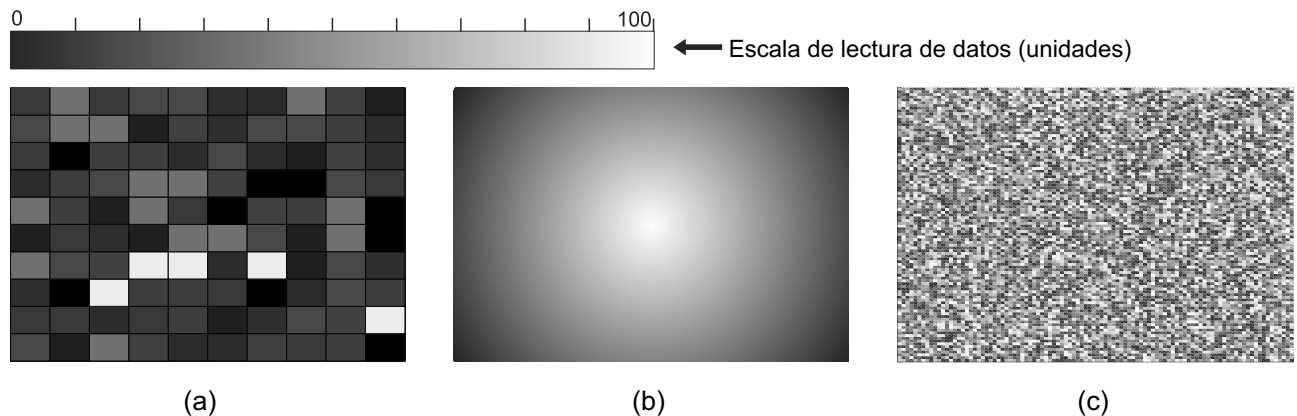 0 100
Escala de lectura de datos (unidades)
(a) (b) (c)